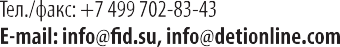 Тел./факс: +7 499 702-83-43
E-mail: info@fid.su, info@detionline.com